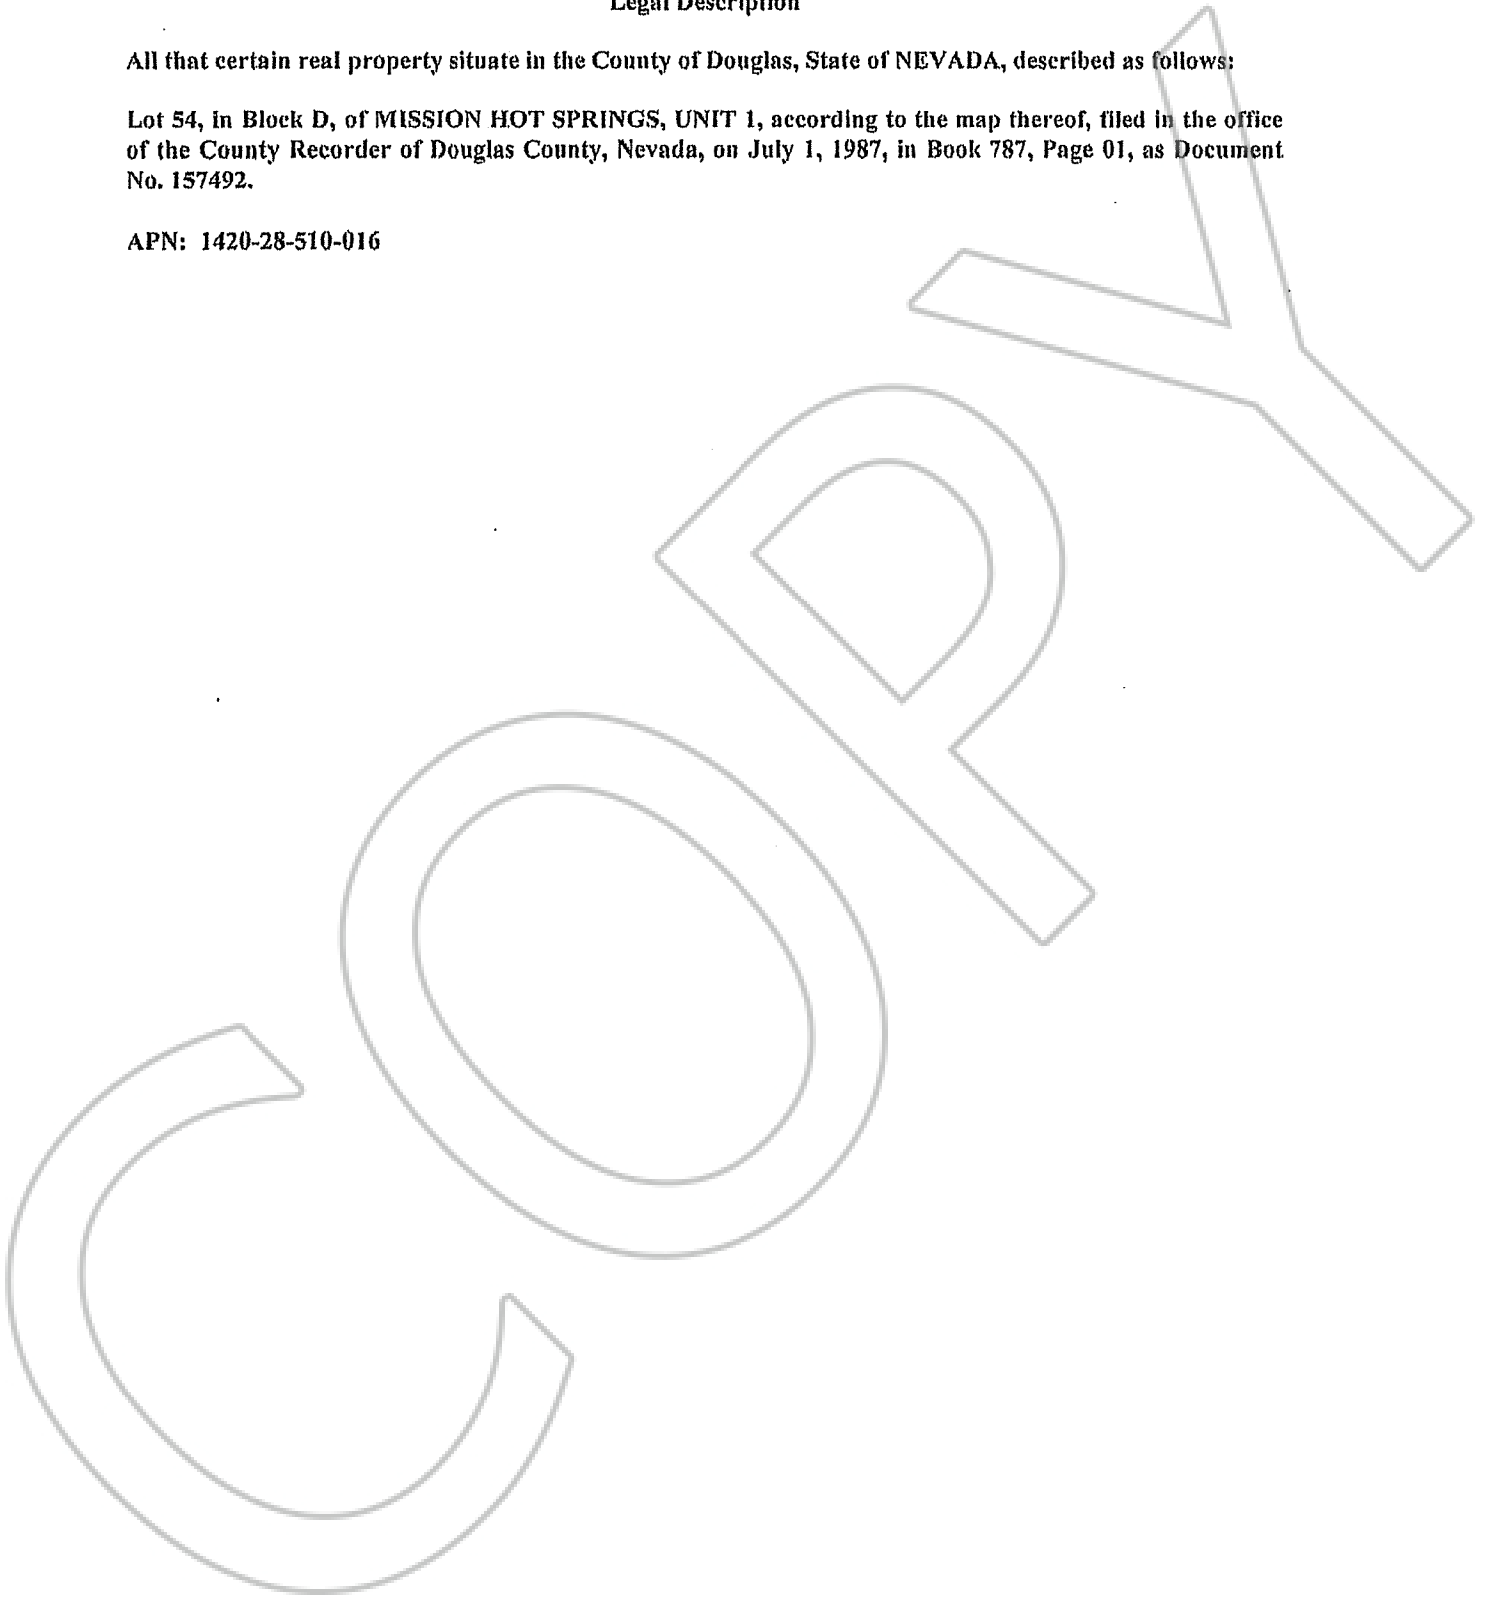 Legal Description
All that certain real property situate in the County of Douglas, State of NEVADA, described as follows:
Lot 54, in Block D, of MISSION HOT SPRINGS, UNIT 1, according to the map thereof, filed in the office
of the County Recorder of Douglas County, Nevada, on July 1, 1987, in Book 787, Page 01, as Document
No. 157492.
APN: 1420-28-510-016
COPY